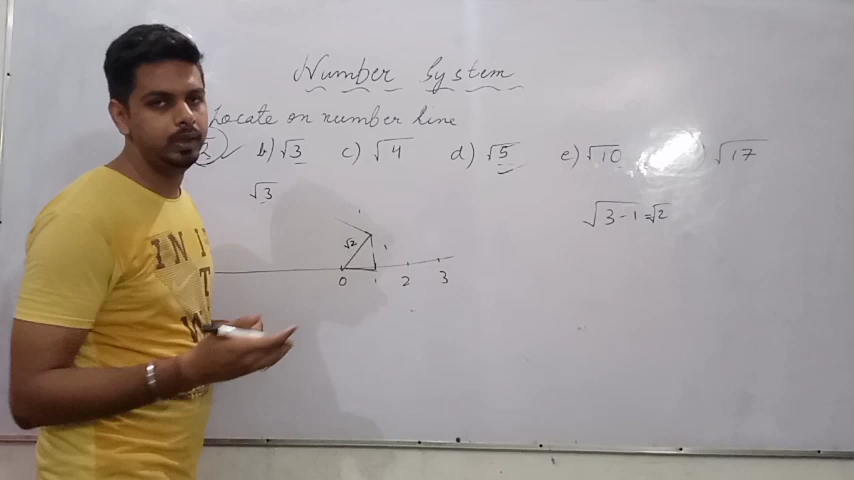 Number System
Locate on number line
b) √3 c) √4 d) √5 e) √10 ) √17
√3
√3-1=√2
√2 1
0 1 2 3
IN
T
W